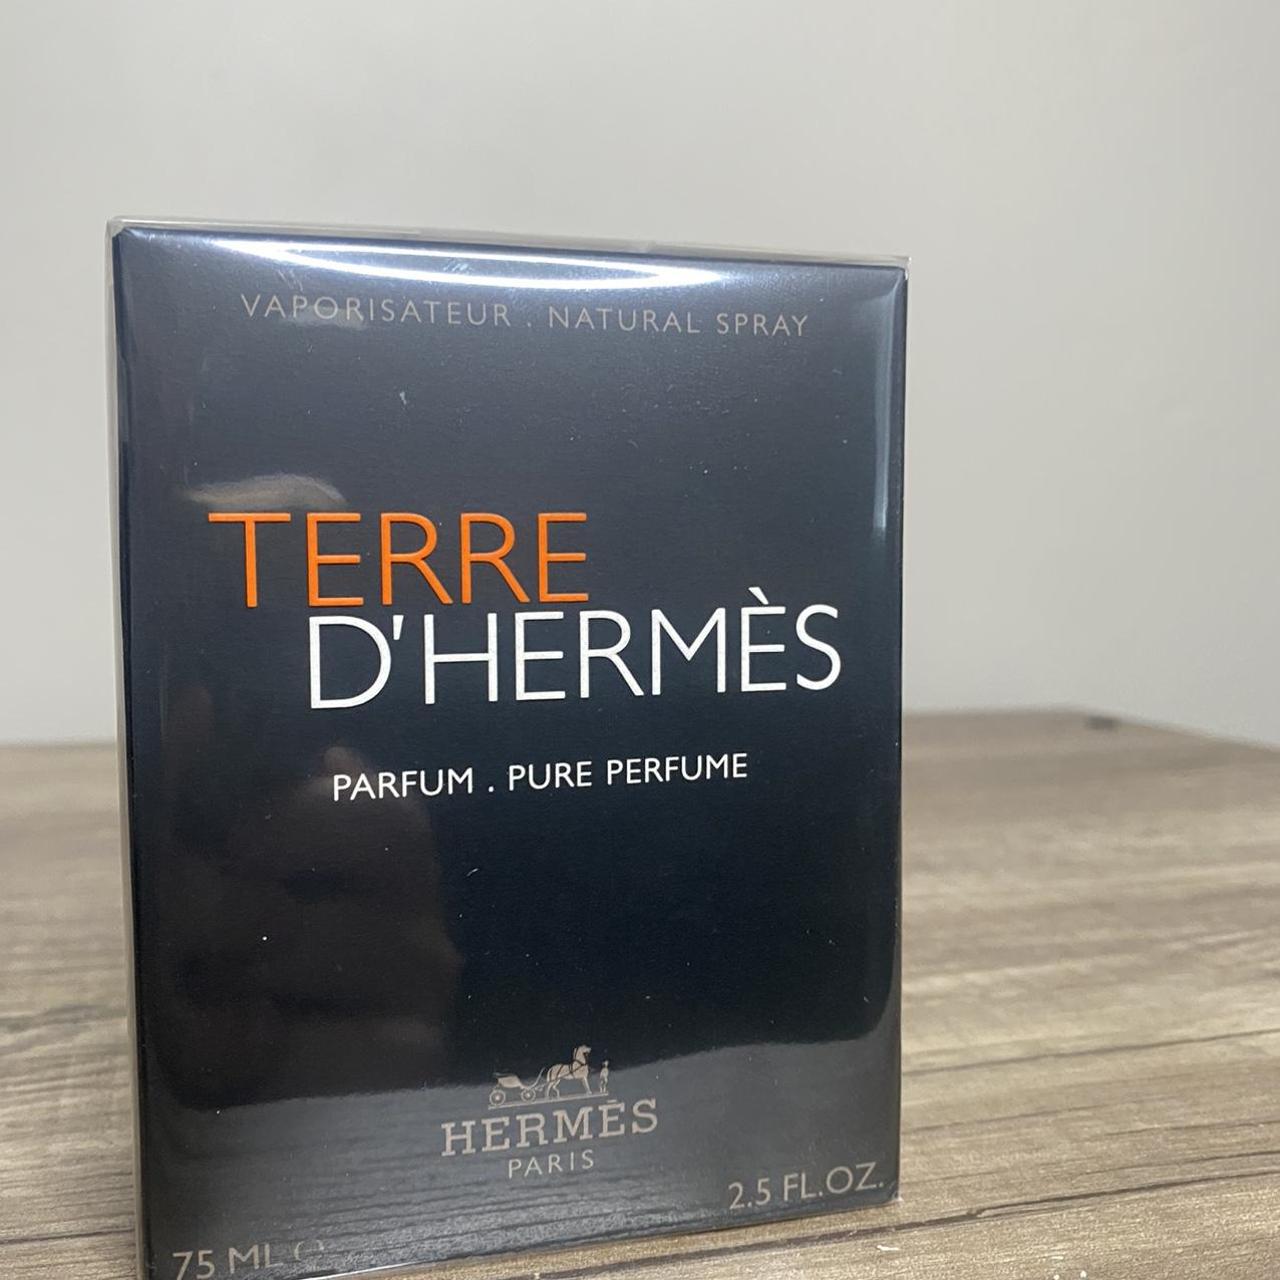 VAPORISATEUR . NATURAL SPRAY
TERRE
D'HERMÈS
PARFUM . PURE PERFUME
HERMÈS
PARIS
2.5 FL.OZ.
75 ML